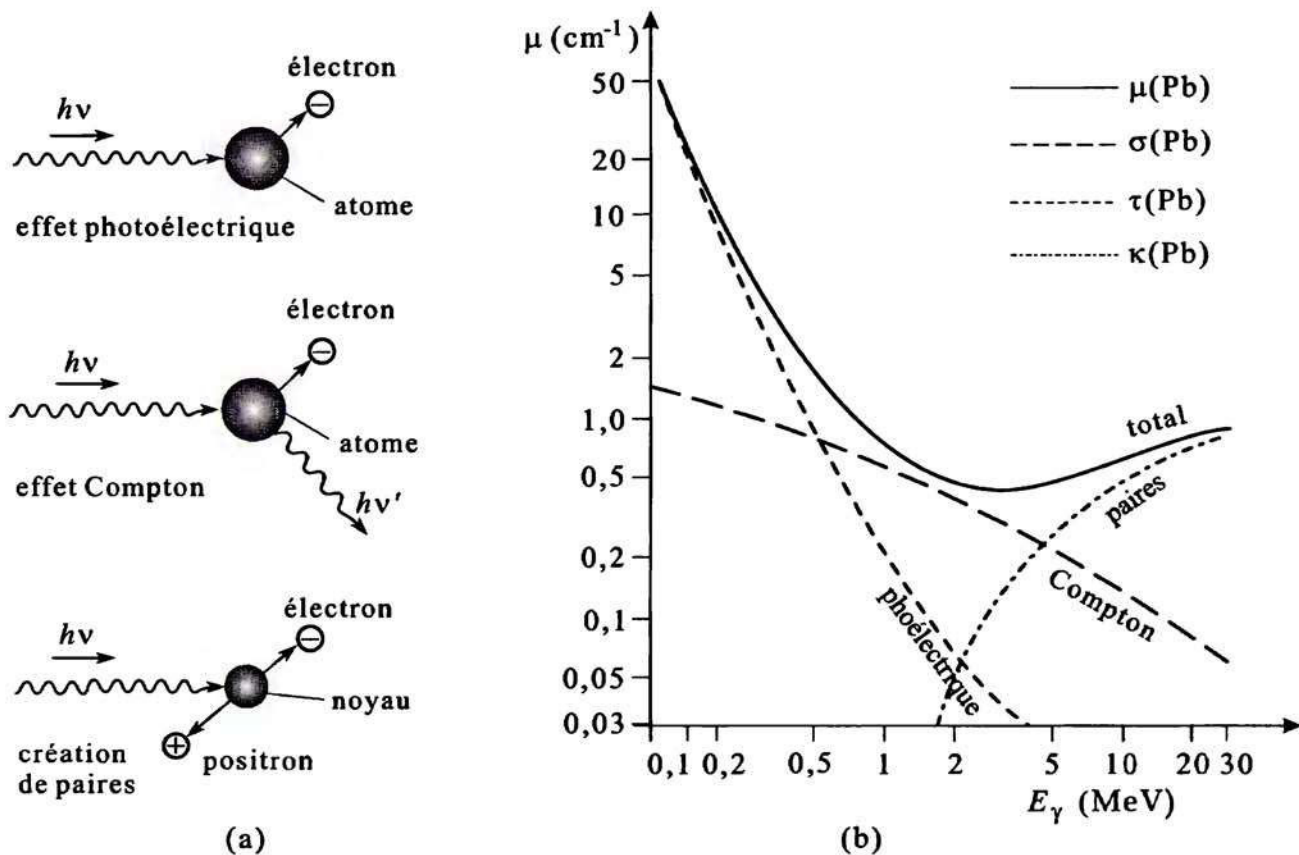 électron
hν
atome
effet photoélectrique
électron
hν
atome
effet Compton
hν'
électron
hν
noyau
création
de paires
positron
(a)
μ (cm⁻¹)
50
20
10
5
2
1,0
0,5
0,2
0,1
0,05
0,03
μ(Pb)
σ(Pb)
τ(Pb)
κ(Pb)
total
paires
Compton
phoélectrique
0,1 0,2 0,5 1 2 5 10 20 30
E_γ (MeV)
(b)